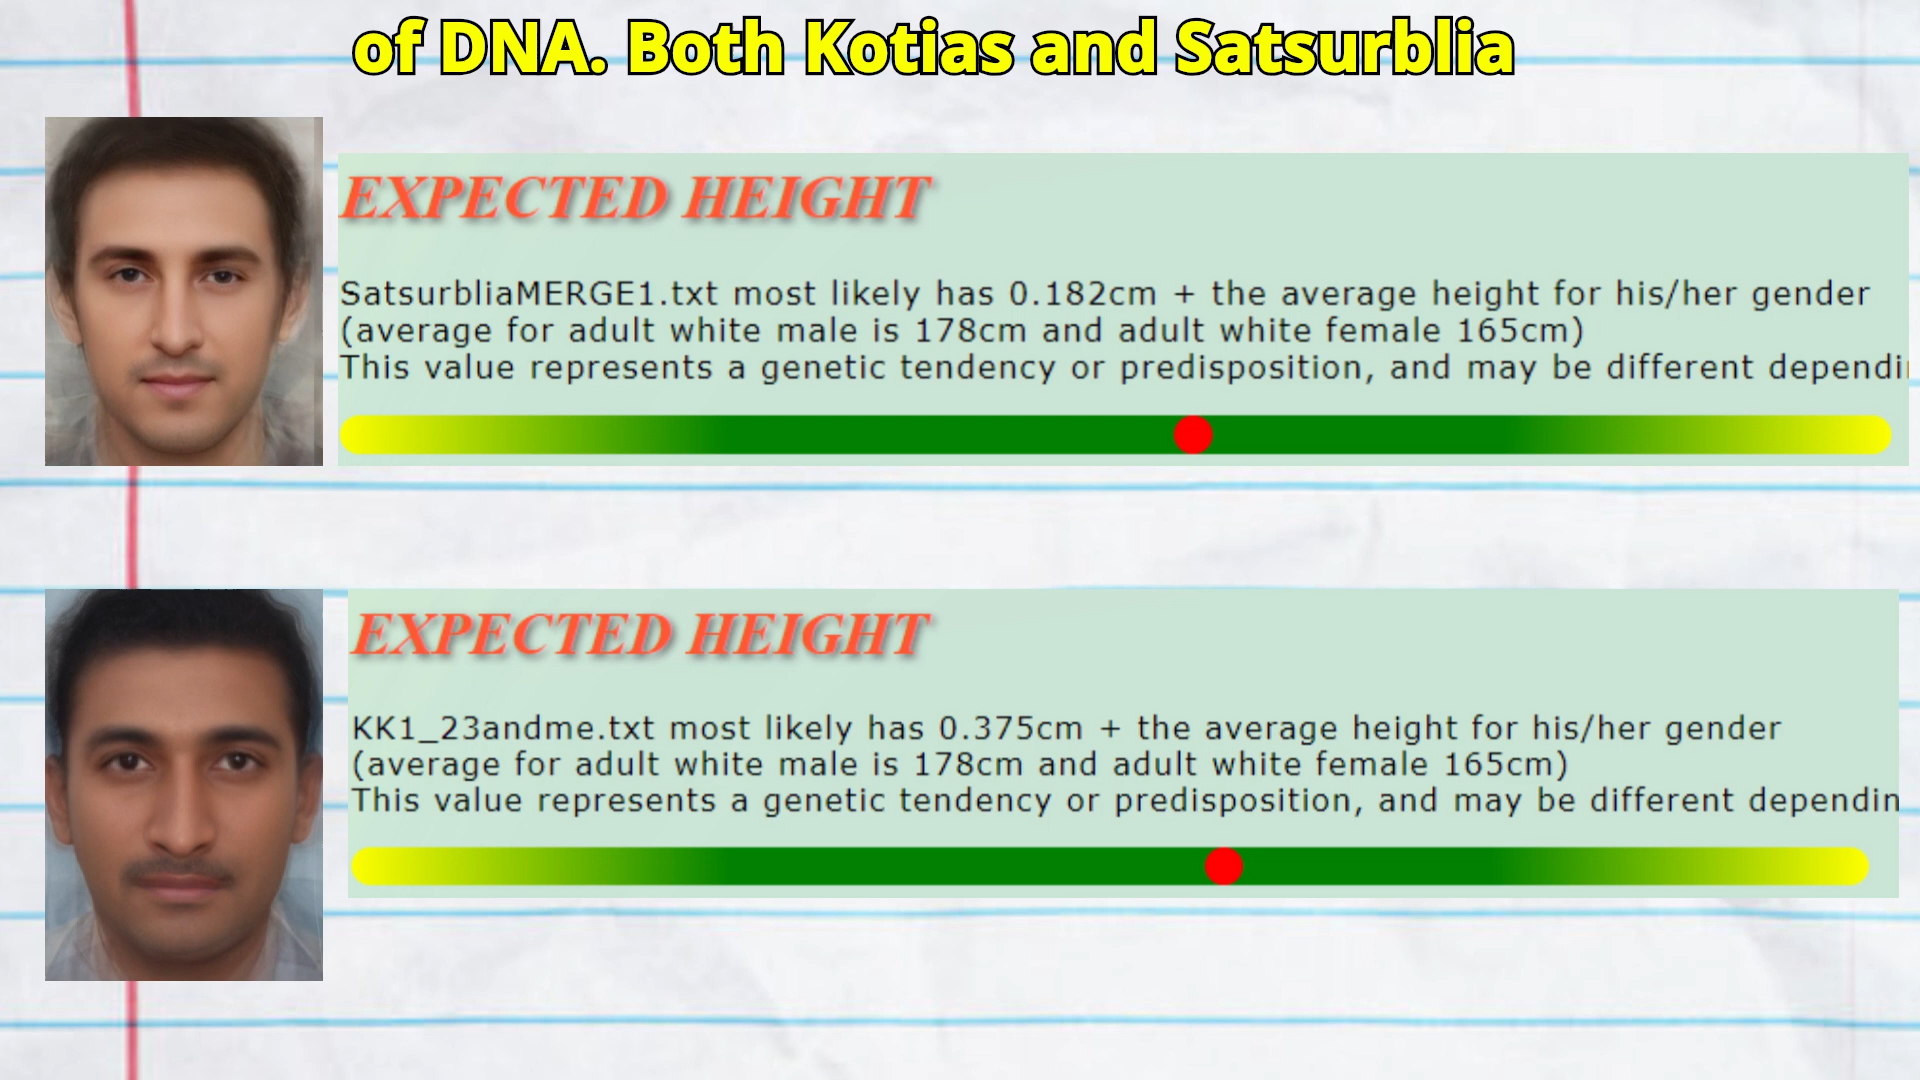 of DNA. Both Kotias and Satsurblia
EXPECTED HEIGHT
SatsurbliaMERGE1.txt most likely has 0.182cm + the average height for his/her gender
(average for adult white male is 178cm and adult white female 165cm)
This value represents a genetic tendency or predisposition, and may be different dependi
EXPECTED HEIGHT
KK1_23andme.txt most likely has 0.375cm + the average height for his/her gender
(average for adult white male is 178cm and adult white female 165cm)
This value represents a genetic tendency or predisposition, and may be different dependin